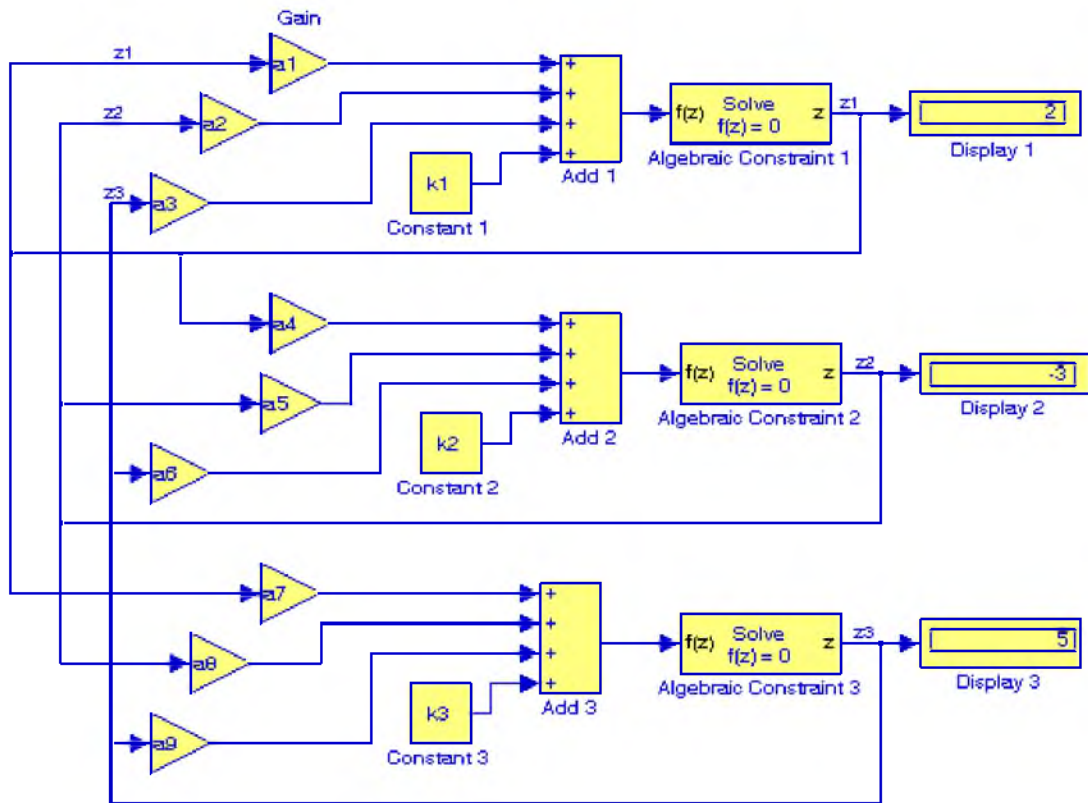 Gain
z1
a1
+
z2
a2
+
Solve
f(z)
f(z) = 0
z
z1
2
+
Algebraic Constraint 1
Display 1
z3
a3
k1
+
Add 1
Constant 1
a4
+
a5
+
Solve
f(z)
f(z) = 0
z
z2
-3
+
Algebraic Constraint 2
Display 2
a6
k2
+
Add 2
Constant 2
a7
+
a8
+
Solve
f(z)
f(z) = 0
z
z3
5
+
Algebraic Constraint 3
Display 3
a9
k3
+
Add 3
Constant 3